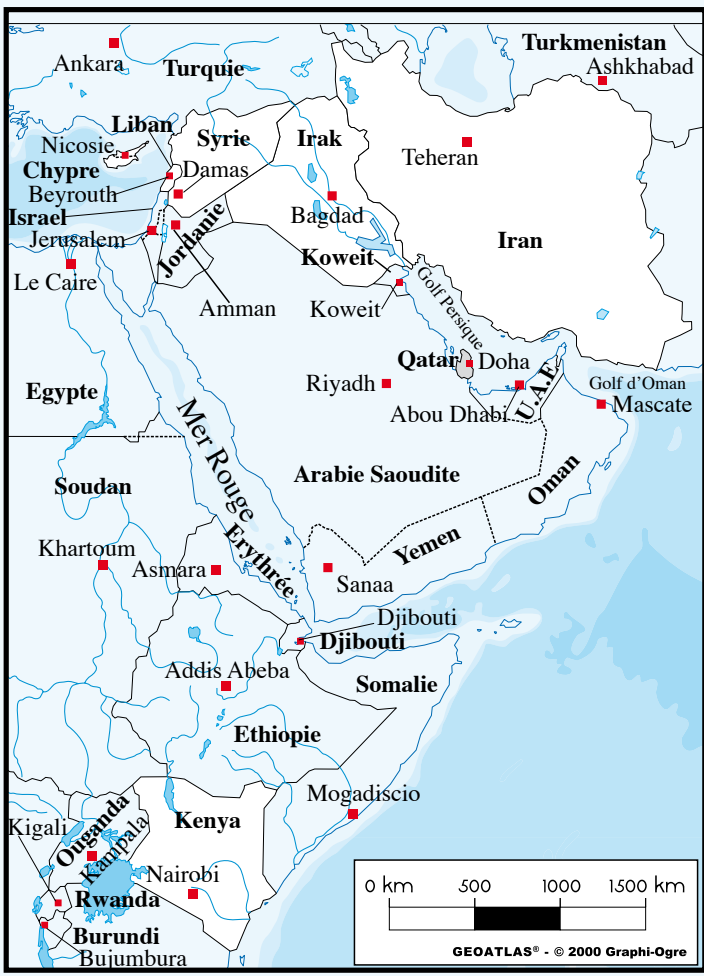 Turkmenistan
Ankara
Turquie
Ashkhabad
Liban
Syrie
Irak
Nicosie
Teheran
Chypre
Damas
Beyrouth
Bagdad
Israel
Jerusalem
Jordanie
Iran
Koweit
Le Caire
Amman
Koweit
Golf Persique
Qatar
Doha
Egypte
Riyadh
Abou Dhabi
U.A.E
Golf d'Oman
Mascate
Mer Rouge
Arabie Saoudite
Oman
Soudan
Khartoum
Asmara
Erythrée
Yemen
Sanaa
Djibouti
Djibouti
Addis Abeba
Somalie
Ethiopie
Mogadiscio
Kigali
Ouganda
Kampala
Kenya
Nairobi
Rwanda
Burundi
Bujumbura
0 km 500 1000 1500 km
GEOATLAS® - © 2000 Graphi-Ogre